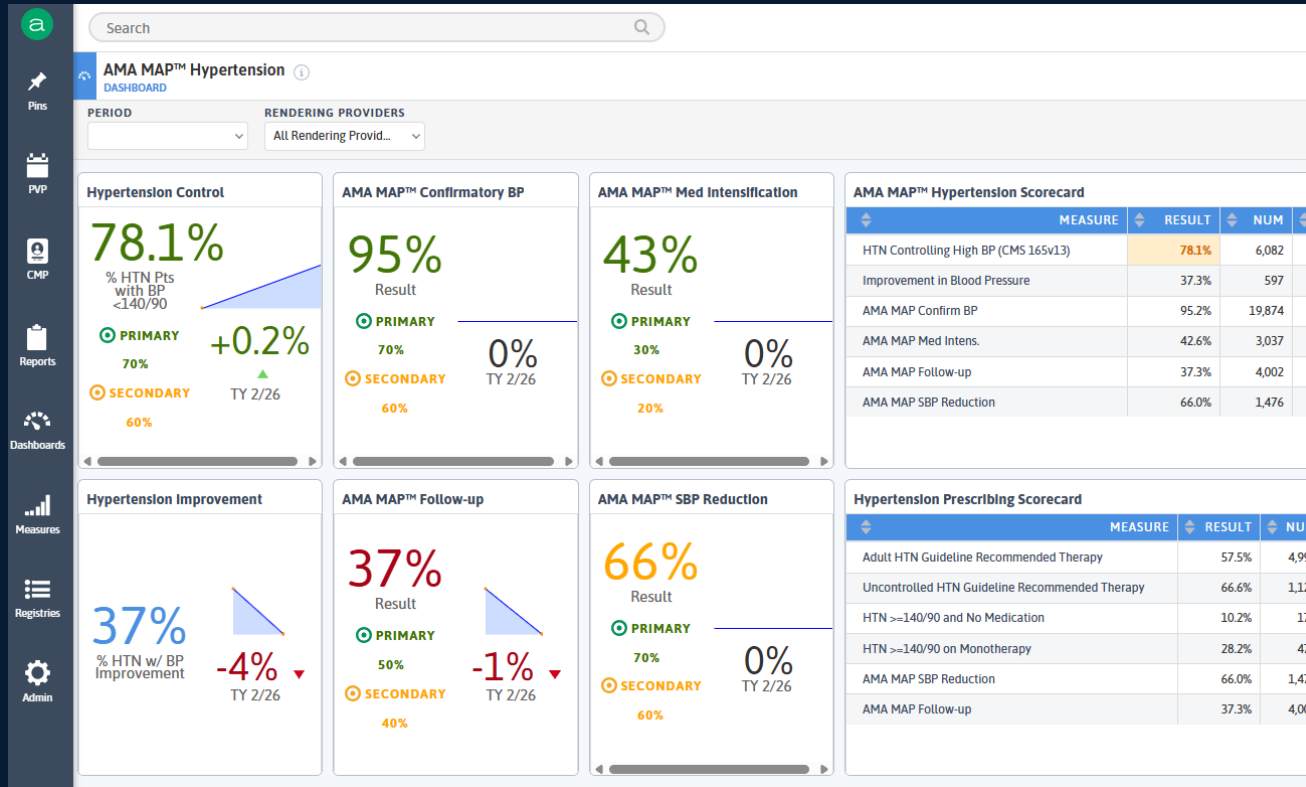 a
Search
AMA MAP™ Hypertension
DASHBOARD
Pins
PVP
CMP
Reports
Dashboards
Measures
Registries
Admin
PERIOD
RENDERING PROVIDERS
All Rendering Provid...
Hypertension Control
78.1%
% HTN Pts
with BP
<140/90
PRIMARY
70%
SECONDARY
60%
+0.2%
TY 2/26
AMA MAP™ Confirmatory BP
95%
Result
PRIMARY
70%
SECONDARY
60%
0%
TY 2/26
AMA MAP™ Med Intensification
43%
Result
PRIMARY
30%
SECONDARY
20%
0%
TY 2/26
AMA MAP™ Hypertension Scorecard
MEASURE RESULT NUM
HTN Controlling High BP (CMS 165v13) 78.1% 6,082
Improvement in Blood Pressure 37.3% 597
AMA MAP Confirm BP 95.2% 19,874
AMA MAP Med Intens. 42.6% 3,037
AMA MAP Follow-up 37.3% 4,002
AMA MAP SBP Reduction 66.0% 1,476
Hypertension Improvement
37%
% HTN w/ BP
Improvement
-4%
TY 2/26
AMA MAP™ Follow-up
37%
Result
PRIMARY
50%
SECONDARY
40%
-1%
TY 2/26
AMA MAP™ SBP Reduction
66%
Result
PRIMARY
70%
SECONDARY
60%
0%
TY 2/26
Hypertension Prescribing Scorecard
MEASURE RESULT
Adult HTN Guideline Recommended Therapy 57.5%
Uncontrolled HTN Guideline Recommended Therapy 66.6%
HTN >=140/90 and No Medication 10.2%
HTN >=140/90 on Monotherapy 28.2%
AMA MAP SBP Reduction 66.0%
AMA MAP Follow-up 37.3%